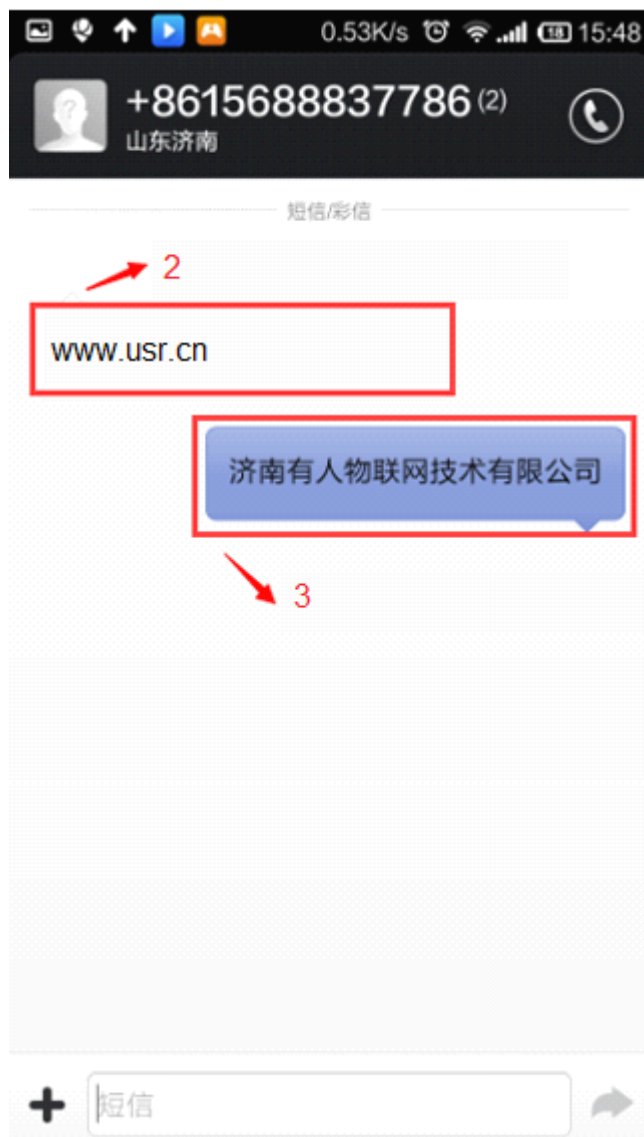 0.53K/s 18 15:48
+8615688837786 (2)
山东济南
短信/彩信
2
www.usr.cn
济南有人物联网技术有限公司
3
短信